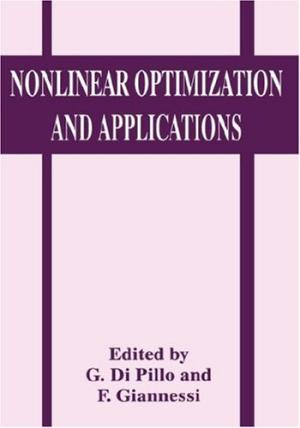 NONLINEAR OPTIMIZATION
AND APPLICATIONS
Edited by
G. Di Pillo and
F. Giannessi